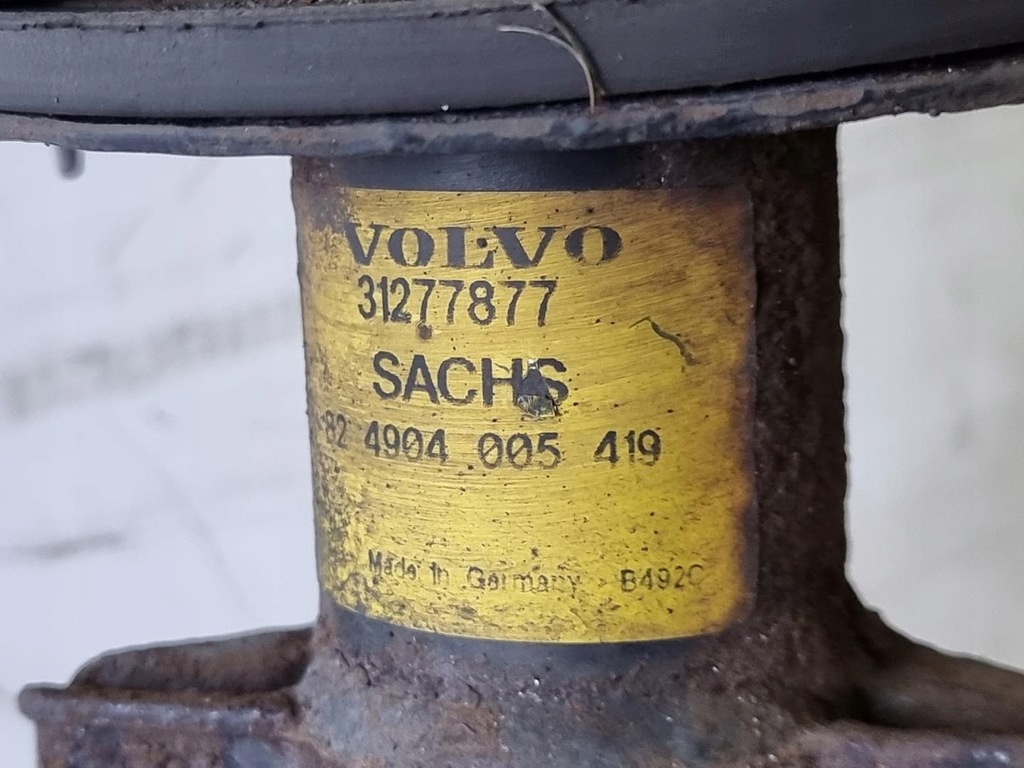 VOLVO
31277877
SACHS
82 4904 005 419
Made in Germany B492C